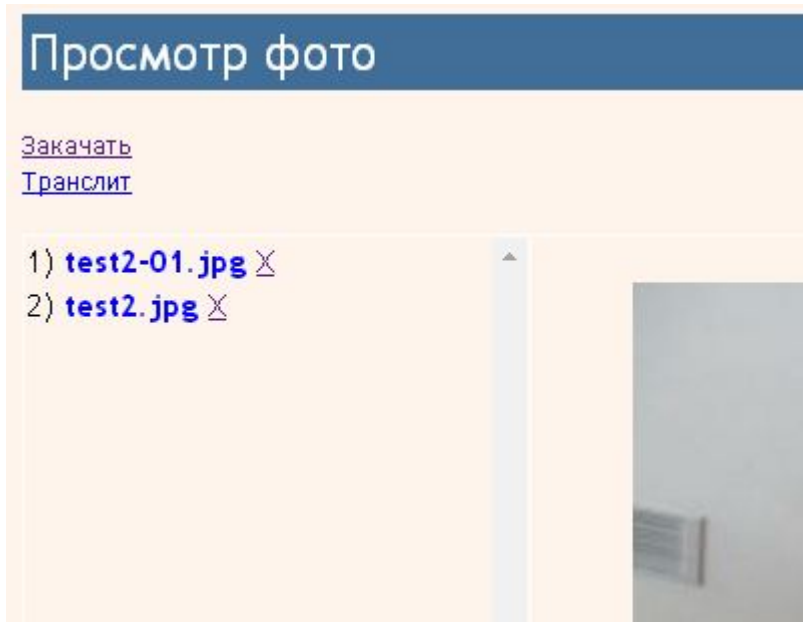 Просмотр фото
Закачать
Транслит
1) test2-01.jpg X
2) test2.jpg X